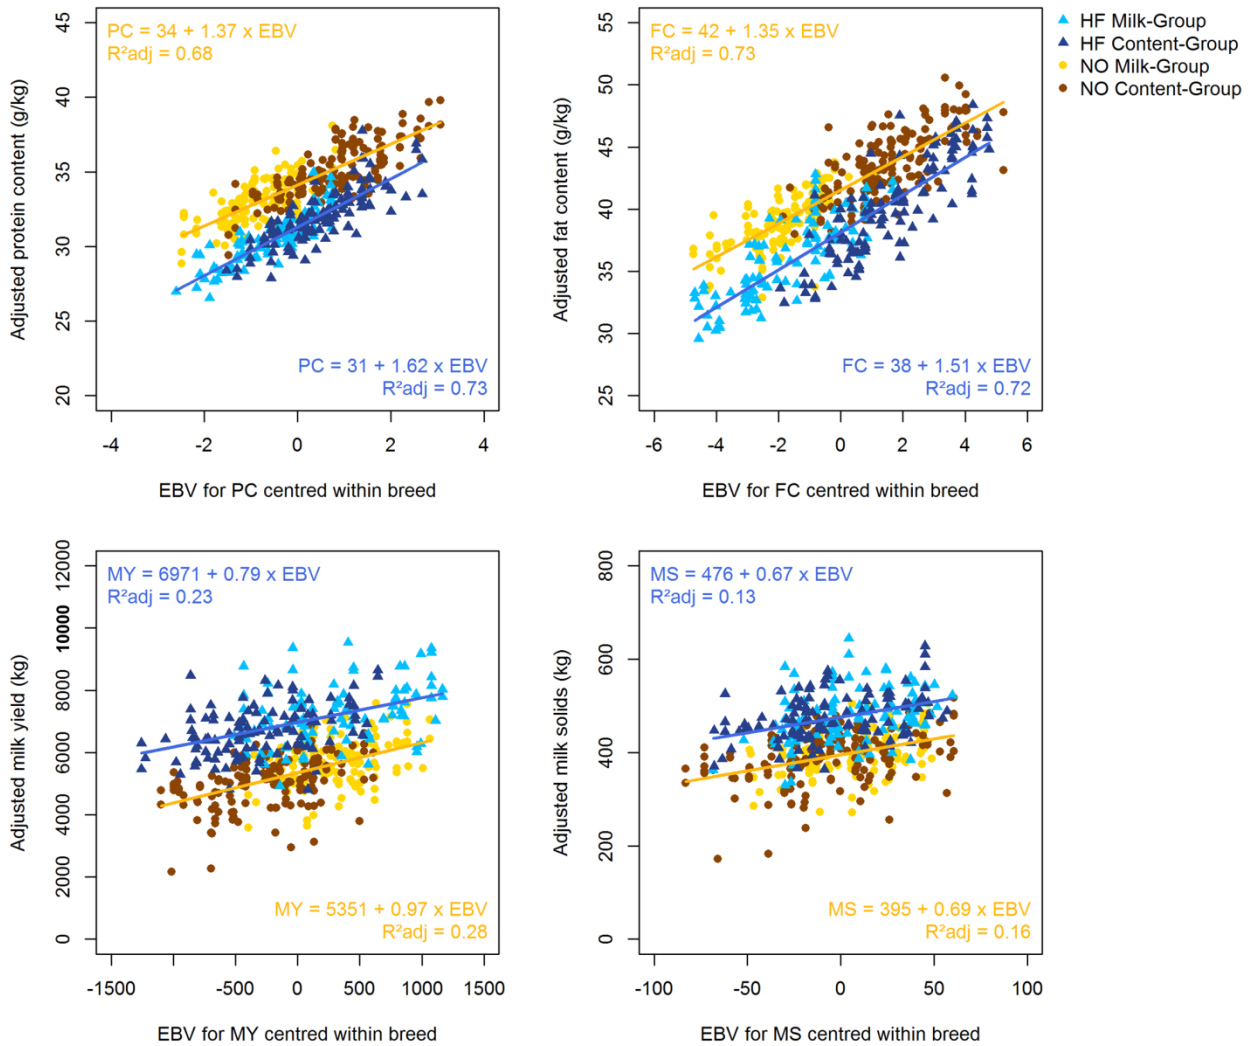 PC = 34 + 1.37 x EBV
R²adj = 0.68
PC = 31 + 1.62 x EBV
R²adj = 0.73
Adjusted protein content (g/kg)
45
40
35
30
25
20
-4
-2
0
2
4
EBV for PC centred within breed
FC = 42 + 1.35 x EBV
R²adj = 0.73
FC = 38 + 1.51 x EBV
R²adj = 0.72
Adjusted fat content (g/kg)
55
50
45
40
35
30
25
-6
-4
-2
0
2
4
6
EBV for FC centred within breed
HF Milk-Group
HF Content-Group
NO Milk-Group
NO Content-Group
MY = 6971 + 0.79 x EBV
R²adj = 0.23
MY = 5351 + 0.97 x EBV
R²adj = 0.28
Adjusted milk yield (kg)
12000
10000
8000
6000
4000
2000
0
-1500
-500
0
500
1500
EBV for MY centred within breed
MS = 476 + 0.67 x EBV
R²adj = 0.13
MS = 395 + 0.69 x EBV
R²adj = 0.16
Adjusted milk solids (kg)
800
600
400
200
0
-100
-50
0
50
100
EBV for MS centred within breed